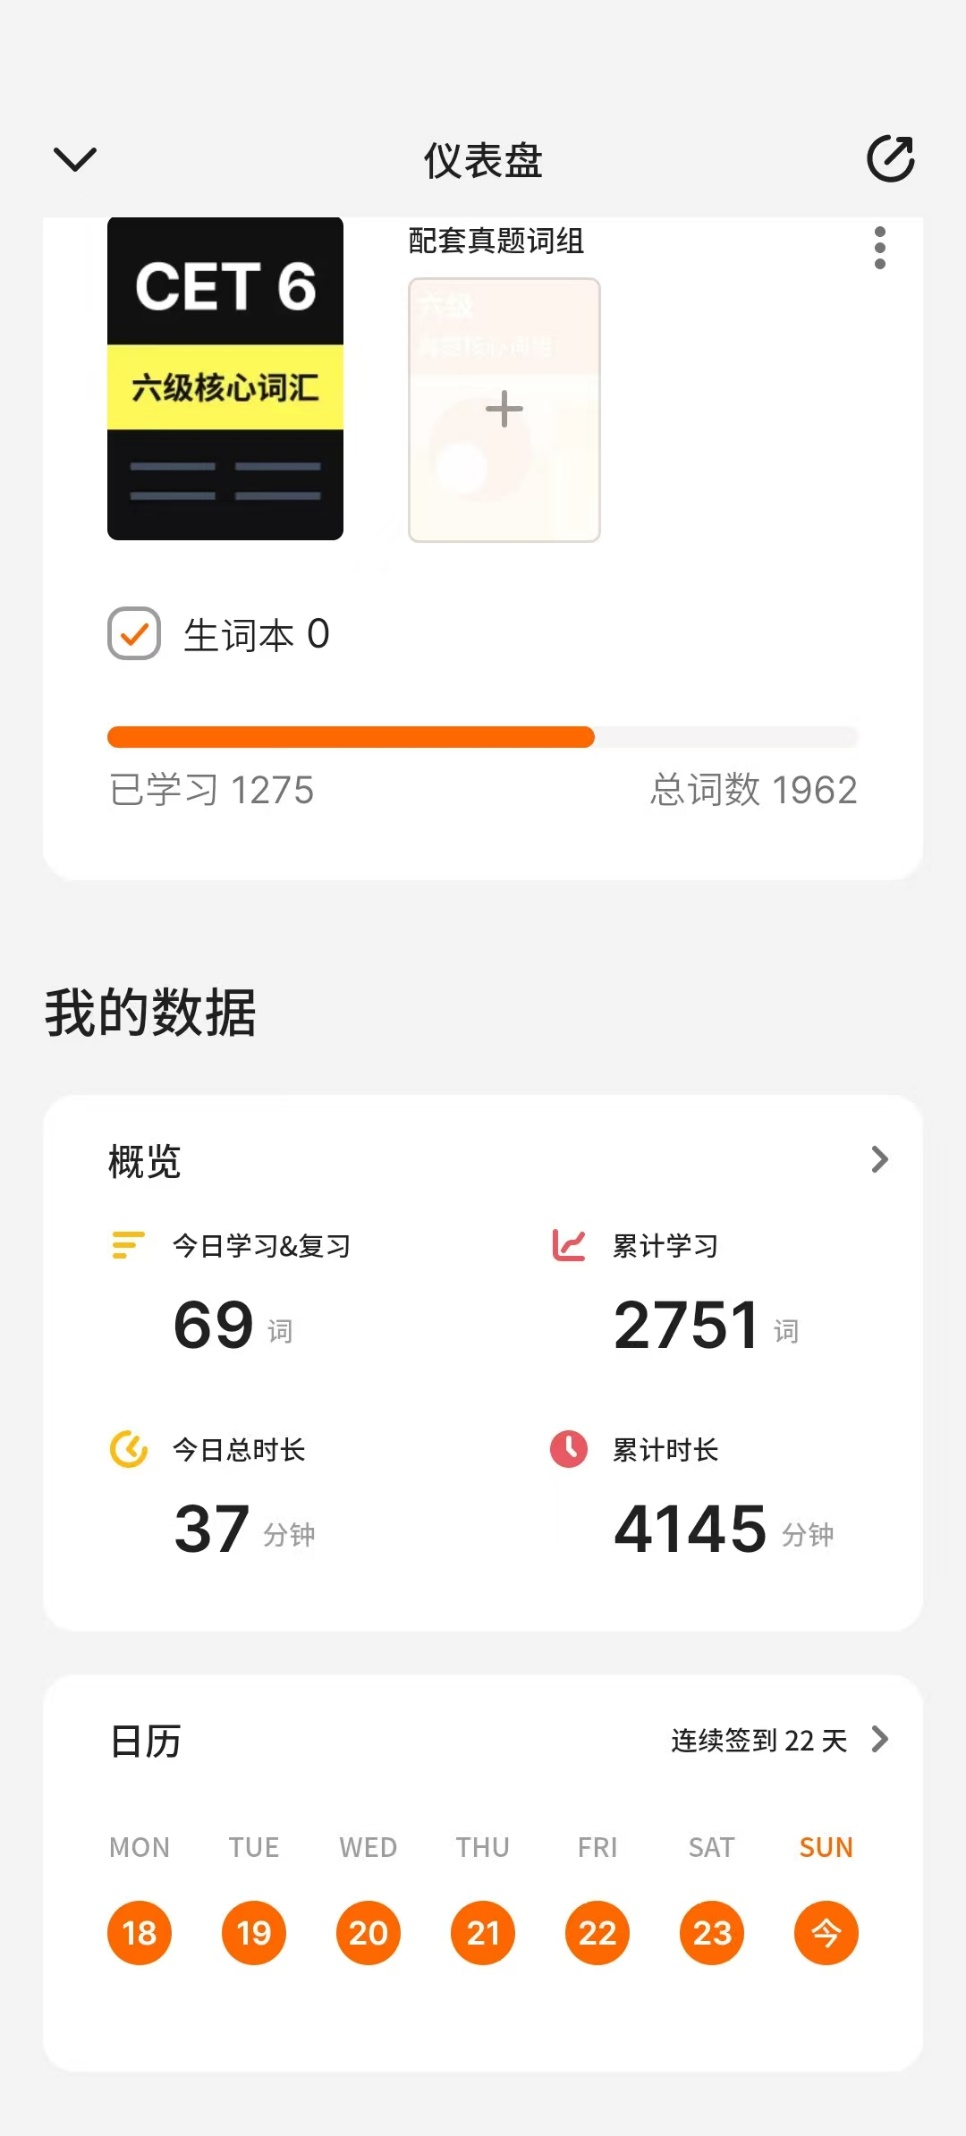 仪表盘
CET 6
六级核心词汇
配套真题词组
六级
生词本 0
已学习 1275
总词数 1962
我的数据
概览
今日学习&复习
69 词
累计学习
2751 词
今日总时长
37 分钟
累计时长
4145 分钟
日历
连续签到 22 天
MON TUE WED THU FRI SAT SUN
18 19 20 21 22 23 今